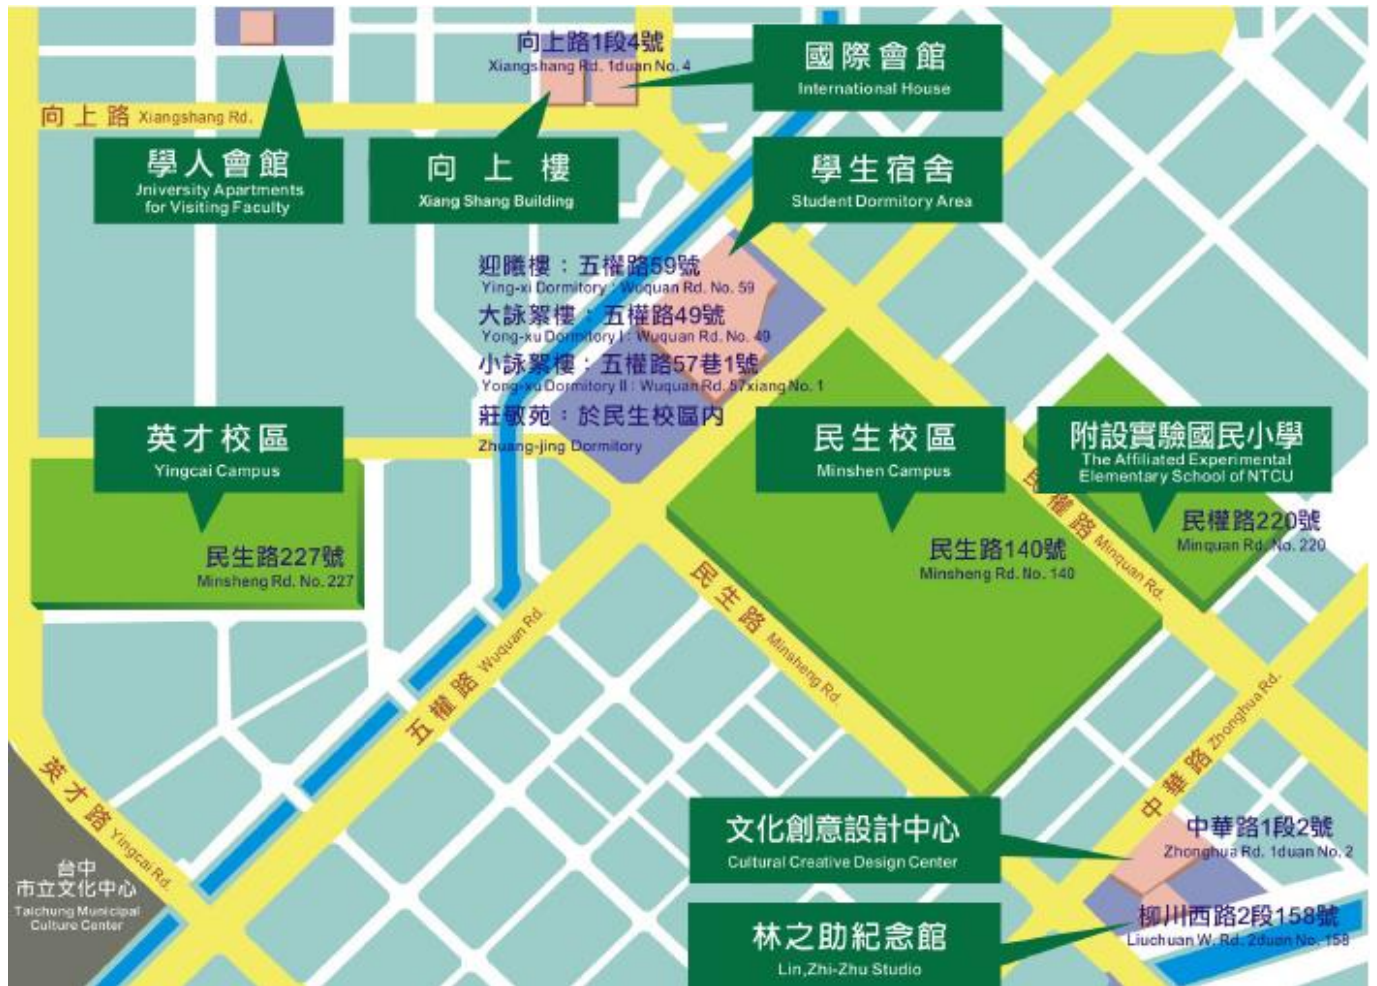 向上路1段4號
Xiangshang Rd. 1duan No. 4
國際會館
International House
向上路 Xiangshang Rd.
學人會館
Jniversity Apartments
for Visiting Faculty
向上樓
Xiang Shang Building
學生宿舍
Student Dormitory Area
迎曦樓：五權路59號
Ying-xi Dormitory : Wuquan Rd. No. 59
大詠絮樓：五權路49號
Yong-xu Dormitory I : Wuquan Rd. No. 49
小詠絮樓：五權路57巷1號
Yong-xu Dormitory II : Wuquan Rd. 57xiang No. 1
莊敬苑：於民生校區內
Zhuang-jing Dormitory
英才校區
Yingcai Campus
民生路227號
Minsheng Rd. No. 227
民生校區
Minshen Campus
民生路140號
Minsheng Rd. No. 140
附設實驗國民小學
The Affiliated Experimental
Elementary School of NTCU
民權路220號
Minquan Rd. No. 220
民權路 Minquan Rd.
民生路 Minsheng Rd.
五權路 Wuquan Rd.
中華路 Zhonghua Rd.
英才路 Yingcai Rd.
台中
市立文化中心
Taichung Municipal
Culture Center
文化創意設計中心
Cultural Creative Design Center
中華路1段2號
Zhonghua Rd. 1duan No. 2
林之助紀念館
Lin,Zhi-Zhu Studio
柳川西路2段158號
Liuchuan W. Rd. 2duan No. 158